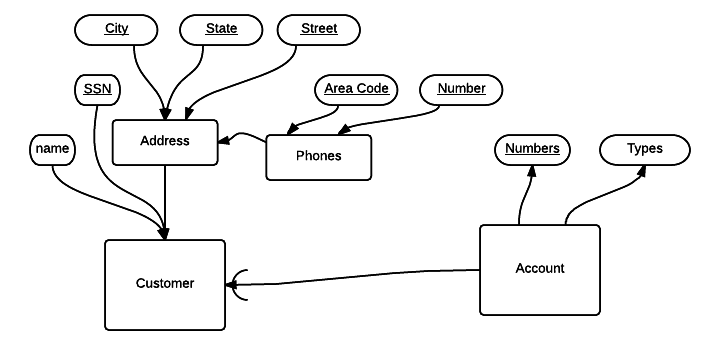 City
State
Street
SSN
Area Code
Number
name
Address
Phones
Numbers
Types
Customer
Account